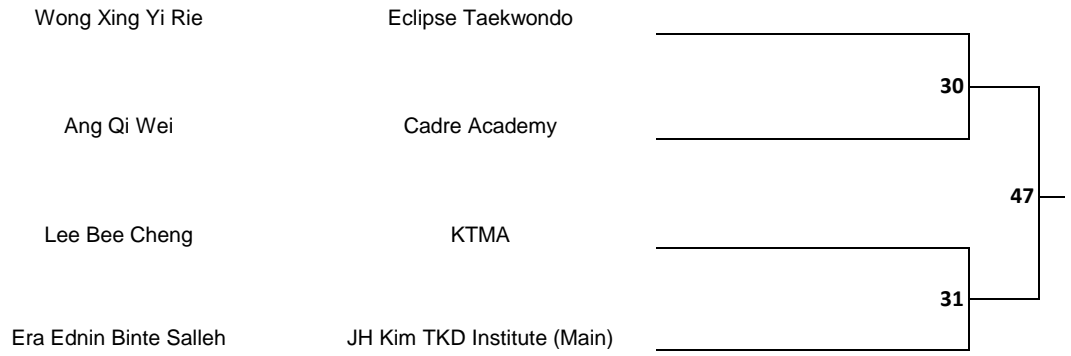 Wong Xing Yi Rie Eclipse Taekwondo
30
Ang Qi Wei Cadre Academy
47
Lee Bee Cheng KTMA
31
Era Ednin Binte Salleh JH Kim TKD Institute (Main)